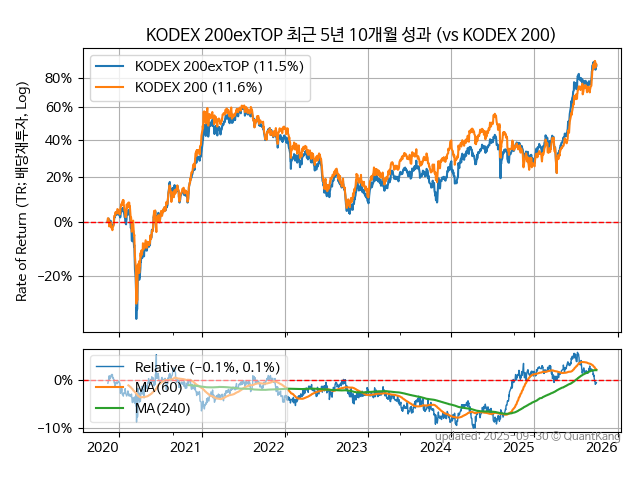 KODEX 200exTOP 최근 5년 10개월 성과 (vs KODEX 200)
Rate of Return (TR: 배당재투자, Log)
KODEX 200exTOP (11.5%)
KODEX 200 (11.6%)
80%
60%
40%
20%
0%
−20%
Relative (−0.1%, 0.1%)
MA(60)
MA(240)
0%
−10%
2020 2021 2022 2023 2024 2025 2026
updated: 2025-09-30 © QuantKang